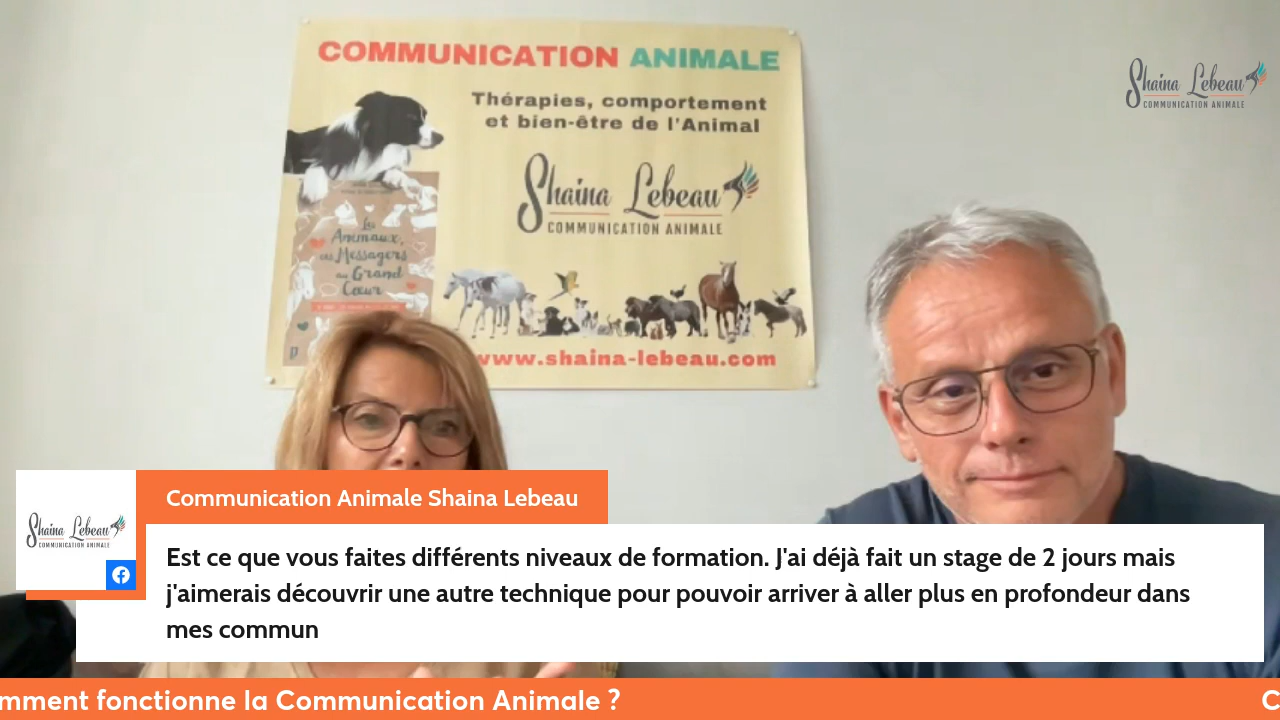 COMMUNICATION ANIMALE
Thérapies, comportement
et bien-être de l'Animal
Shaina Lebeau
COMMUNICATION ANIMALE
Les
Animaux,
ces Messagers
au Grand
Cœur
www.shaina-lebeau.com
Shaina Lebeau
COMMUNICATION ANIMALE
Shaina Lebeau
COMMUNICATION ANIMALE
Communication Animale Shaina Lebeau
Est ce que vous faites différents niveaux de formation. J'ai déjà fait un stage de 2 jours mais
j'aimerais découvrir une autre technique pour pouvoir arriver à aller plus en profondeur dans
mes commun
mment fonctionne la Communication Animale ?
C